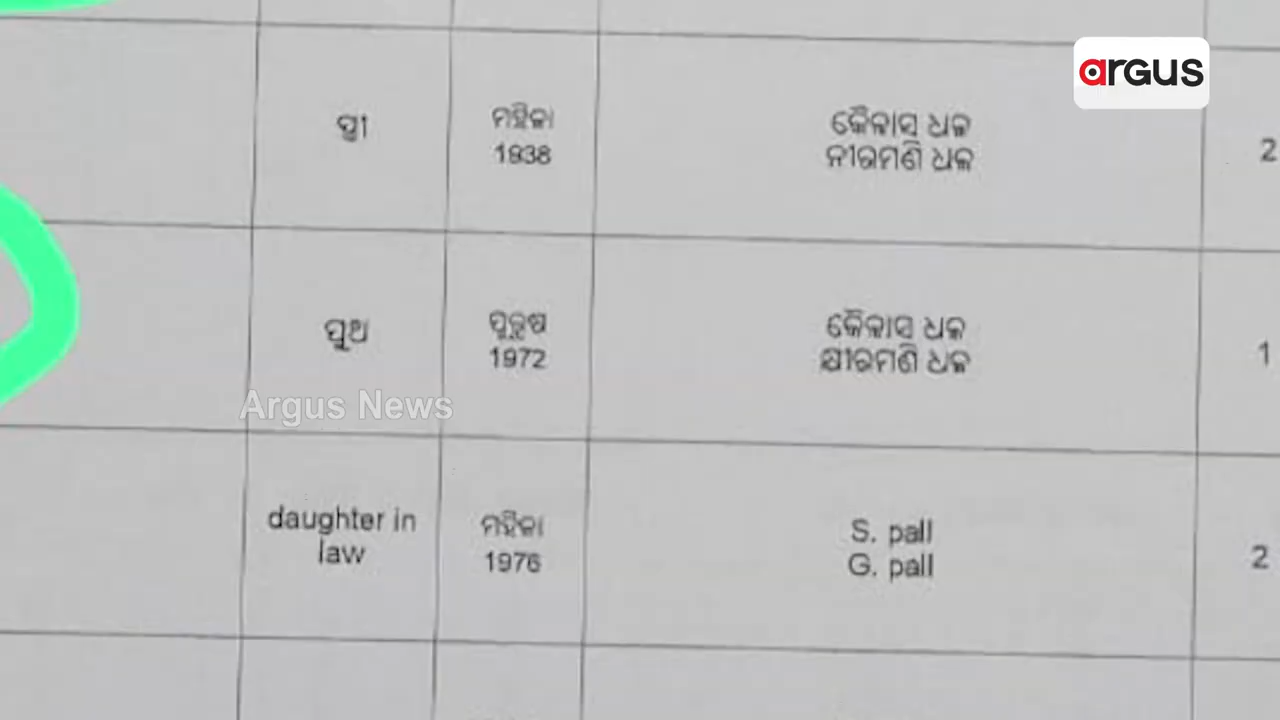 argus
ସ୍ତ୍ରୀ
ମହିଳା
1938
କୈଳାସ ଧଳ
ନୀରମଣି ଧଳ
2
ପୁଅ
ପୁରୁଷ
1972
କୈଳାସ ଧଳ
କ୍ଷୀରମଣି ଧଳ
1
Argus News
daughter in
law
ମହିଳା
1976
S. pall
G. pall
2